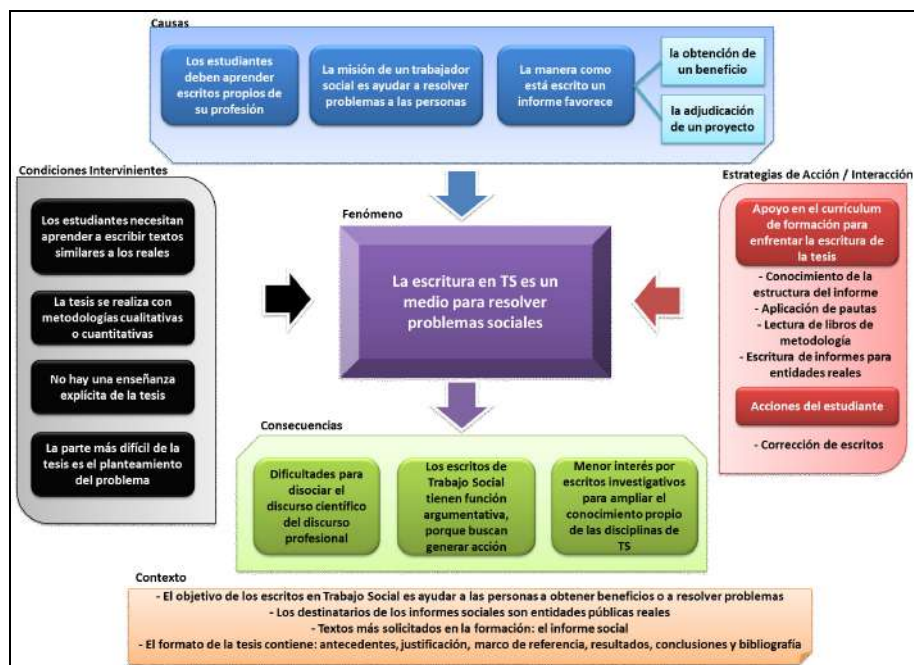 Causas
Los estudiantes
deben aprender
escritos propios de
su profesión
La misión de un trabajador
social es ayudar a resolver
problemas a las personas
La manera como
está escrito un
informe favorece
la obtención de
un beneficio
la adjudicación
de un proyecto
Condiciones Intervinientes
Los estudiantes necesitan
aprender a escribir textos
similares a los reales
La tesis se realiza con
metodologías cualitativas
o cuantitativas
No hay una enseñanza
explícita de la tesis
La parte más difícil de la
tesis es el planteamiento
del problema
Fenómeno
La escritura en TS es un
medio para resolver
problemas sociales
Estrategias de Acción / Interacción
Apoyo en el currículum
de formación para
enfrentar la escritura de
la tesis
- Conocimiento de la
estructura del informe
- Aplicación de pautas
- Lectura de libros de
metodología
- Escritura de informes para
entidades reales
Acciones del estudiante
- Corrección de escritos
Consecuencias
Dificultades para
disociar el
discurso científico
del discurso
profesional
Los escritos de
Trabajo Social
tienen función
argumentativa,
porque buscan
generar acción
Menor interés por
escritos investigativos
para ampliar el
conocimiento propio
de las disciplinas de
TS
Contexto
- El objetivo de los escritos en Trabajo Social es ayudar a las personas a obtener beneficios o a resolver problemas
- Los destinatarios de los informes sociales son entidades públicas reales
- Textos más solicitados en la formación: el informe social
- El formato de la tesis contiene: antecedentes, justificación, marco de referencia, resultados, conclusiones y bibliografía